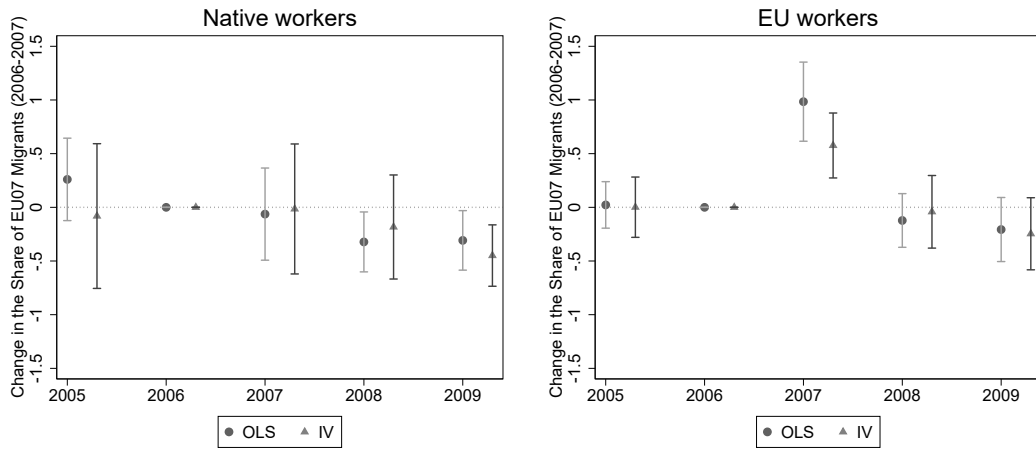 Native workers
Change in the Share of EU07 Migrants (2006-2007)
1.5
1
.5
0
-.5
-1
-1.5
2005 2006 2007 2008 2009
OLS IV
EU workers
Change in the Share of EU07 Migrants (2006-2007)
1.5
1
.5
0
-.5
-1
-1.5
2005 2006 2007 2008 2009
OLS IV